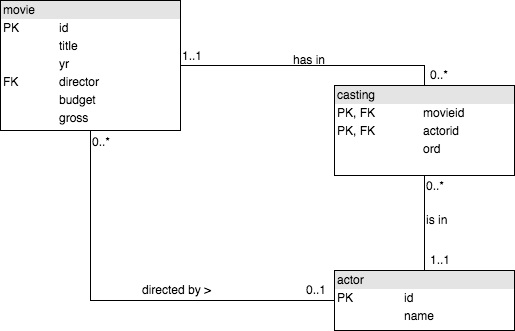 movie
PK id
title
yr
FK director
budget
gross
1..1
has in
0..*
casting
PK, FK movieid
PK, FK actorid
ord
0..*
0..*
is in
1..1
directed by >
0..1
actor
PK id
name